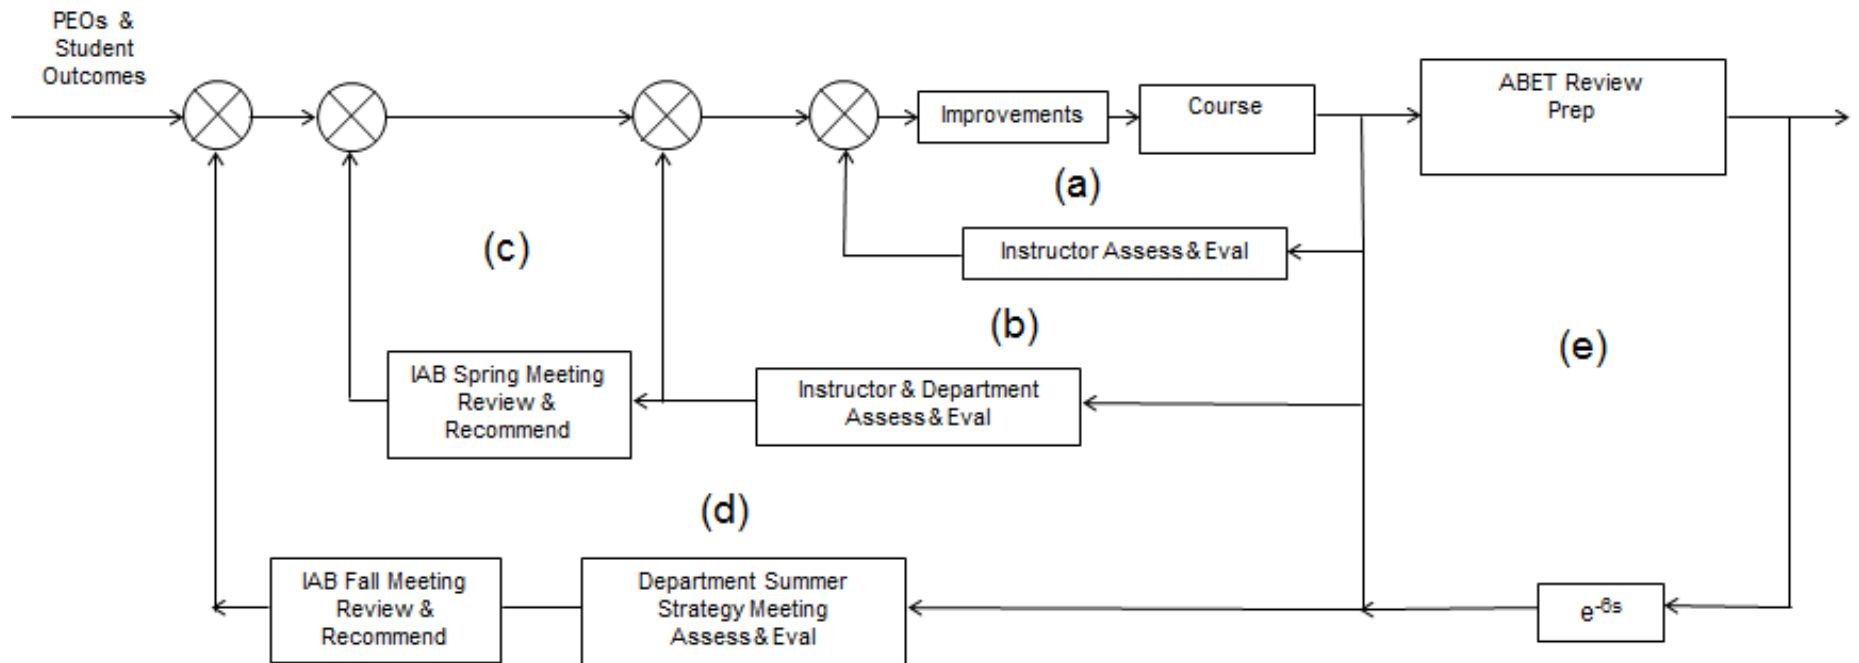 PEOs &
Student
Outcomes
Improvements
Course
ABET Review
Prep
(a)
(c)
Instructor Assess & Eval
(b)
(e)
IAB Spring Meeting
Review &
Recommend
Instructor & Department
Assess & Eval
(d)
IAB Fall Meeting
Review &
Recommend
Department Summer
Strategy Meeting
Assess & Eval
e-6s